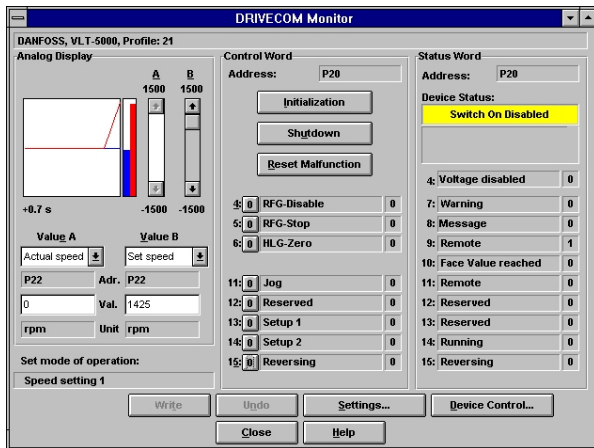 DRIVECOM Monitor
DANFOSS, VLT-5000, Profile: 21
Analog Display
A B
1500 1500
+0.7 s
-1500 -1500
Value A Value B
Actual speed Set speed
P22 Adr. P22
0 Val. 1425
rpm Unit rpm
Set mode of operation:
Speed setting 1
Control Word
Address: P20
Initialization
Shutdown
Reset Malfunction
4: 0 RFG-Disable 0
5: 0 RFG-Stop 0
6: 0 HLG-Zero 0
11: 0 Jog 0
12: 0 Reserved 0
13: 0 Setup 1 0
14: 0 Setup 2 0
15: 0 Reversing 0
Status Word
Address: P20
Device Status:
Switch On Disabled
4: Voltage disabled 0
7: Warning 0
8: Message 0
9: Remote 1
10: Face Value reached 0
11: Remote 0
12: Reserved 0
13: Reserved 0
14: Running 0
15: Reversing 0
Write Undo Settings... Device Control...
Close Help